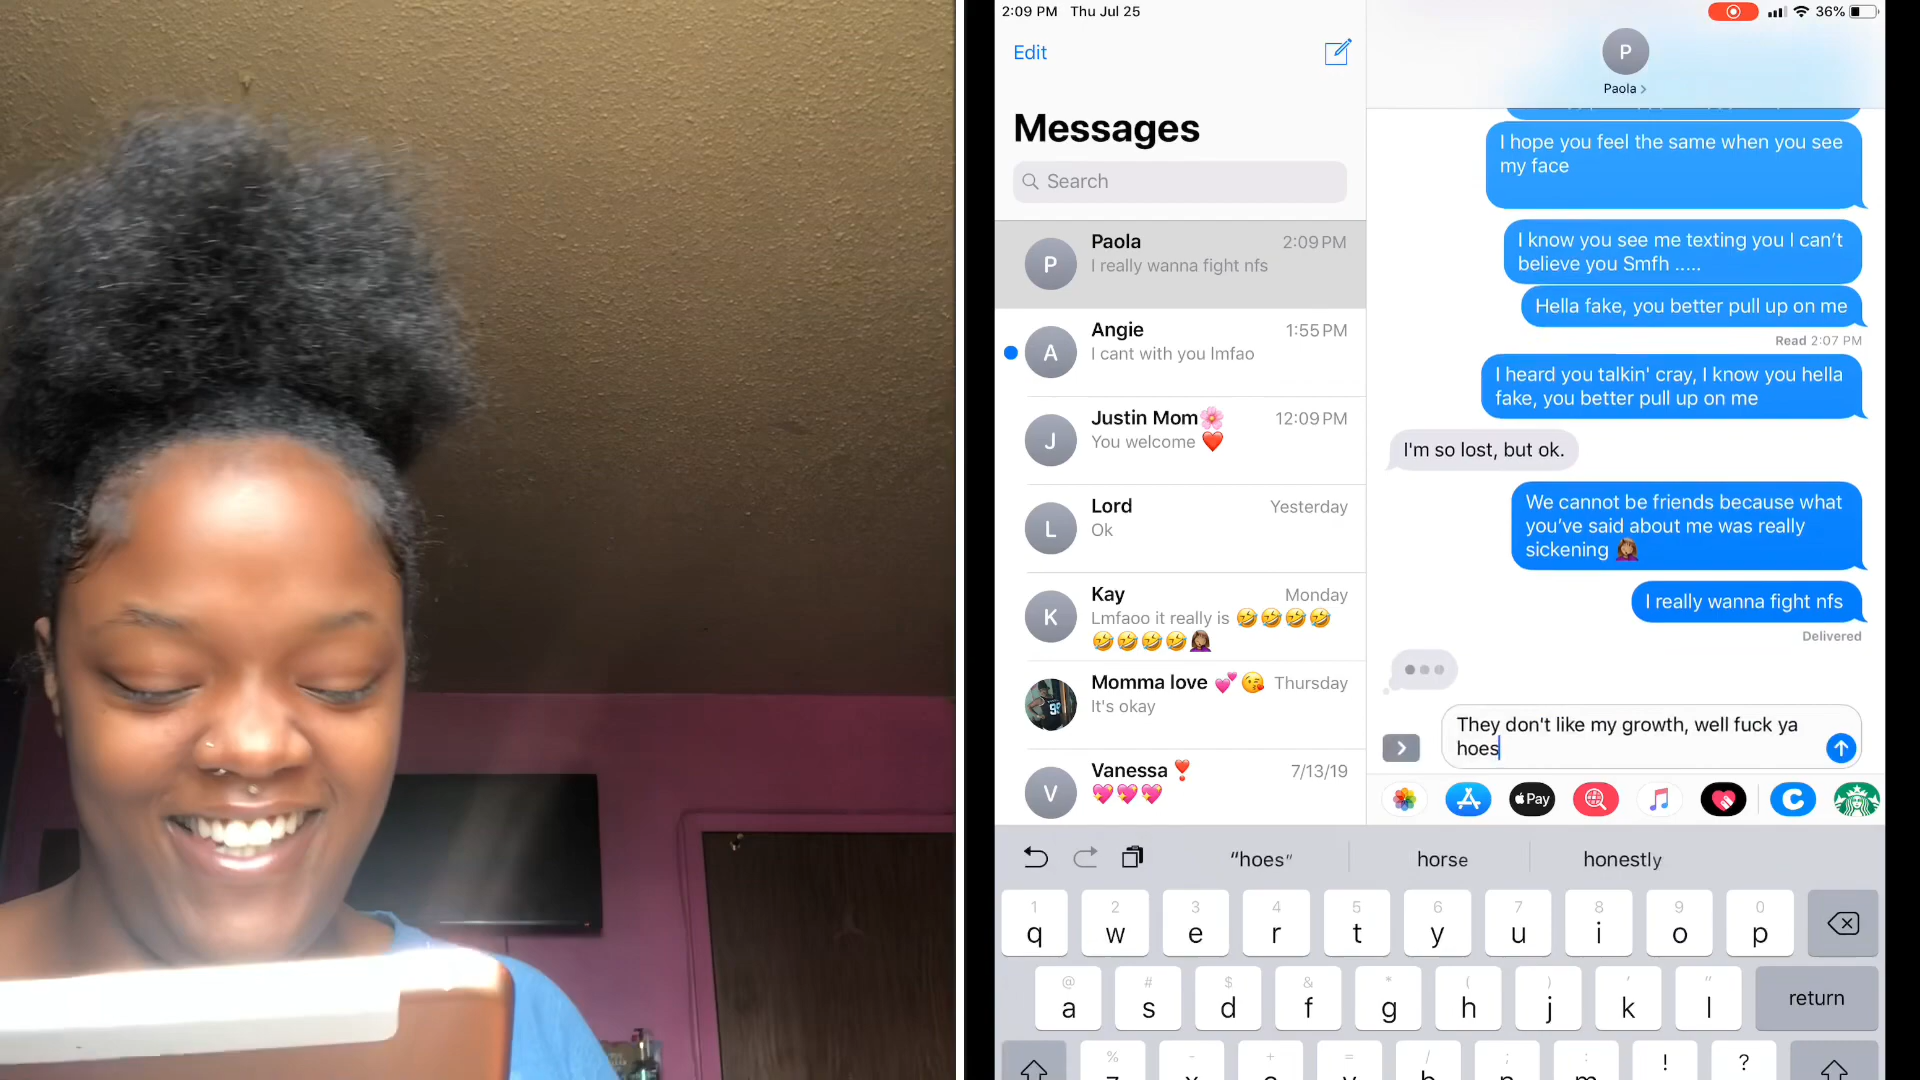 2:09 PM Thu Jul 25
36%
Edit
P
Paola >
Messages
Search
P
Paola
2:09 PM
I really wanna fight nfs
A
Angie
1:55 PM
I cant with you lmfao
J
Justin Mom🌸
12:09 PM
You welcome ❤️
L
Lord
Yesterday
Ok
K
Kay
Monday
Lmfaoo it really is 🤣🤣🤣🤣
🤣🤣🤣🤣🤦🏾‍♀️
99
Momma love 💕😘
Thursday
It's okay
V
Vanessa ❣️
7/13/19
💖💖💖
I hope you feel the same when you see
my face
I know you see me texting you I can't
believe you Smfh .....
Hella fake, you better pull up on me
Read 2:07 PM
I heard you talkin' cray, I know you hella
fake, you better pull up on me
I'm so lost, but ok.
We cannot be friends because what
you've said about me was really
sickening 🤦🏾‍♀️
I really wanna fight nfs
Delivered
They don't like my growth, well fuck ya
hoes
Pay
C
"hoes"
horse
honestly
1 2 3 4 5 6 7 8 9 0
q w e r t y u i o p
@ # $ & * ( ) ' "
a s d f g h j k l return
% - + = / ; : ! ?